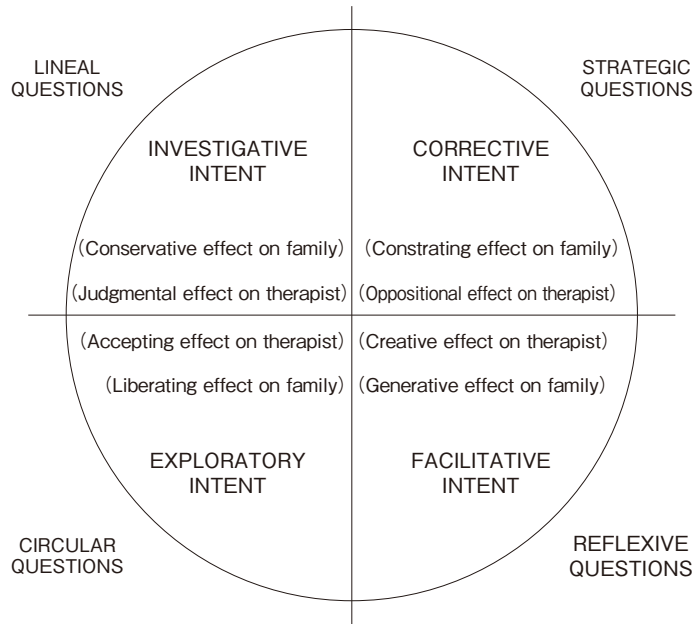 LINEAL
QUESTIONS
STRATEGIC
QUESTIONS
INVESTIGATIVE
INTENT
CORRECTIVE
INTENT
(Conservative effect on family)
(Constrating effect on family)
(Judgmental effect on therapist)
(Oppositional effect on therapist)
(Accepting effect on therapist)
(Creative effect on therapist)
(Liberating effect on family)
(Generative effect on family)
EXPLORATORY
INTENT
FACILITATIVE
INTENT
CIRCULAR
QUESTIONS
REFLEXIVE
QUESTIONS